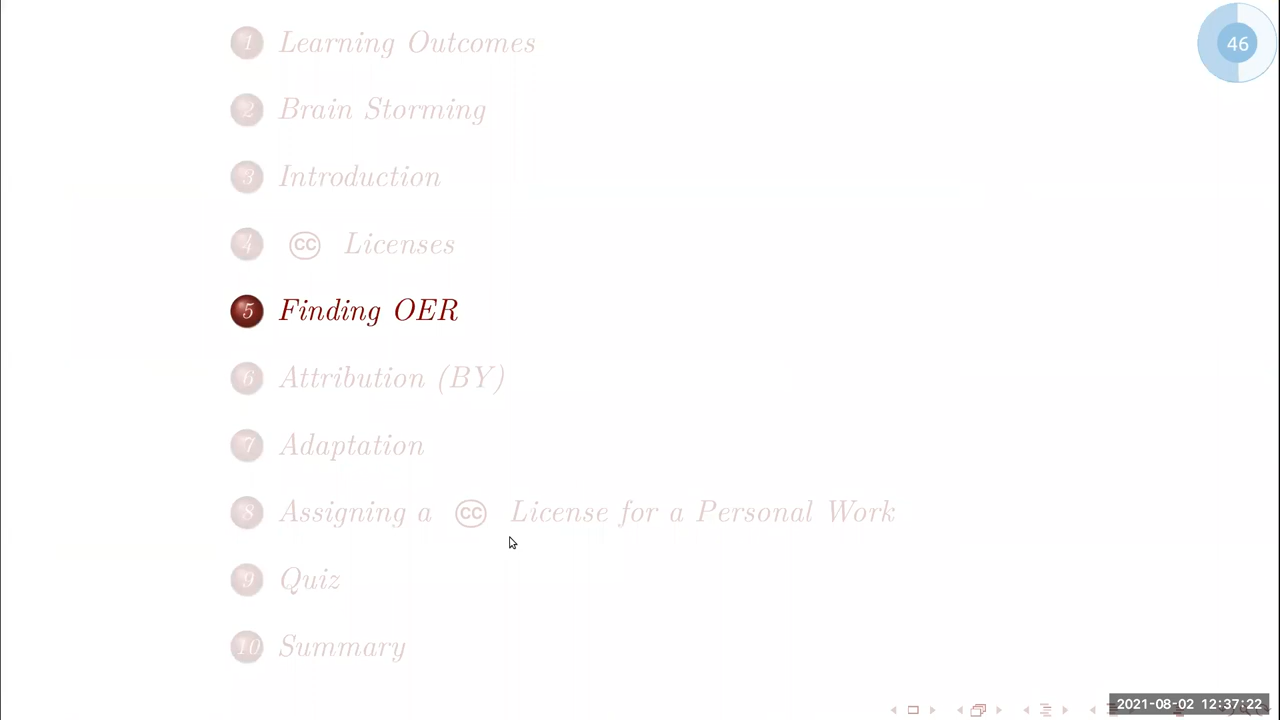 46
1 Learning Outcomes
2 Brain Storming
3 Introduction
4 cc Licenses
5 Finding OER
6 Attribution (BY)
7 Adaptation
8 Assigning a cc License for a Personal Work
9 Quiz
10 Summary
2021-08-02 12:37:22